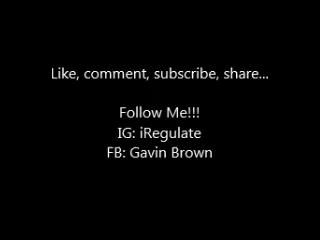 Like, comment, subscribe, share...
Follow Me!!!
IG: iRegulate
FB: Gavin Brown